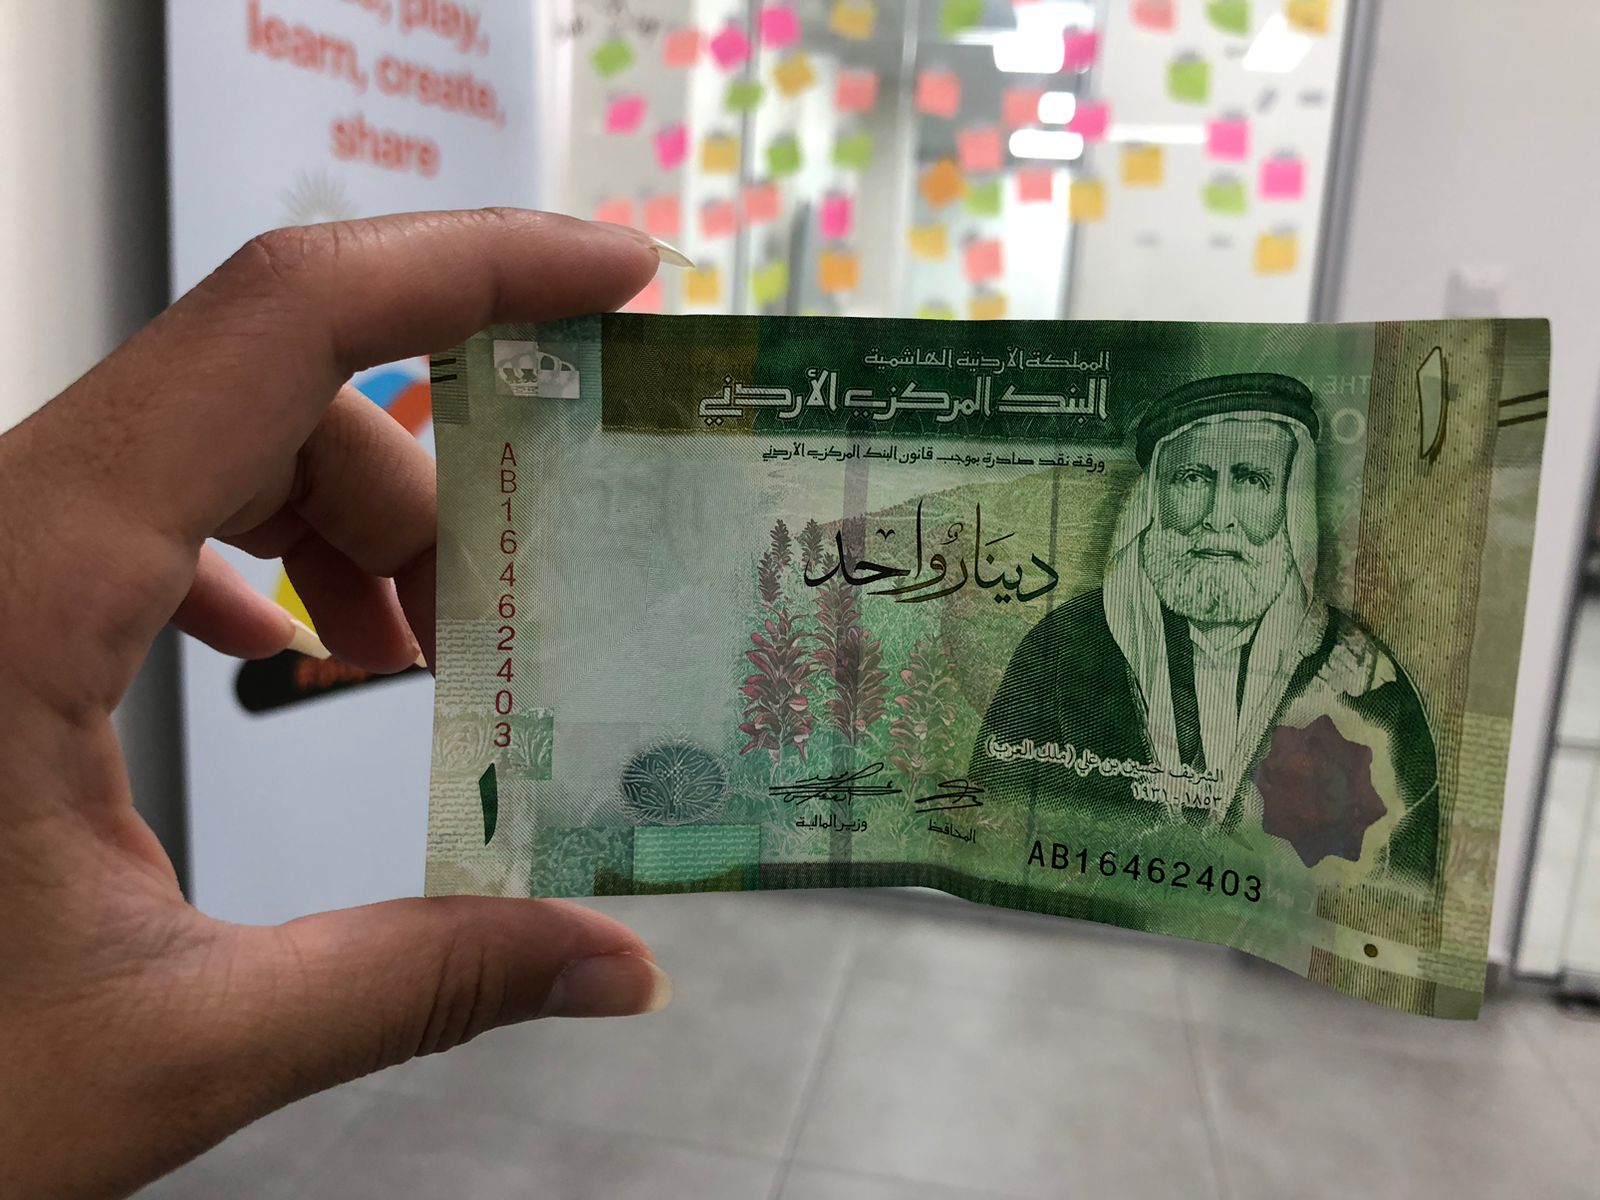 play,
learn, create,
share
المملكة الأردنية الهاشمية
البنك المركزي الأردني
ورقة نقد صادرة بموجب قانون البنك المركزي الأردني
دينارٌ واحد
١
AB16462403
١
الشريف حسين بن علي (ملك العرب)
١٨٥٣-١٩٣١
وزير المالية
المحافظ
AB16462403